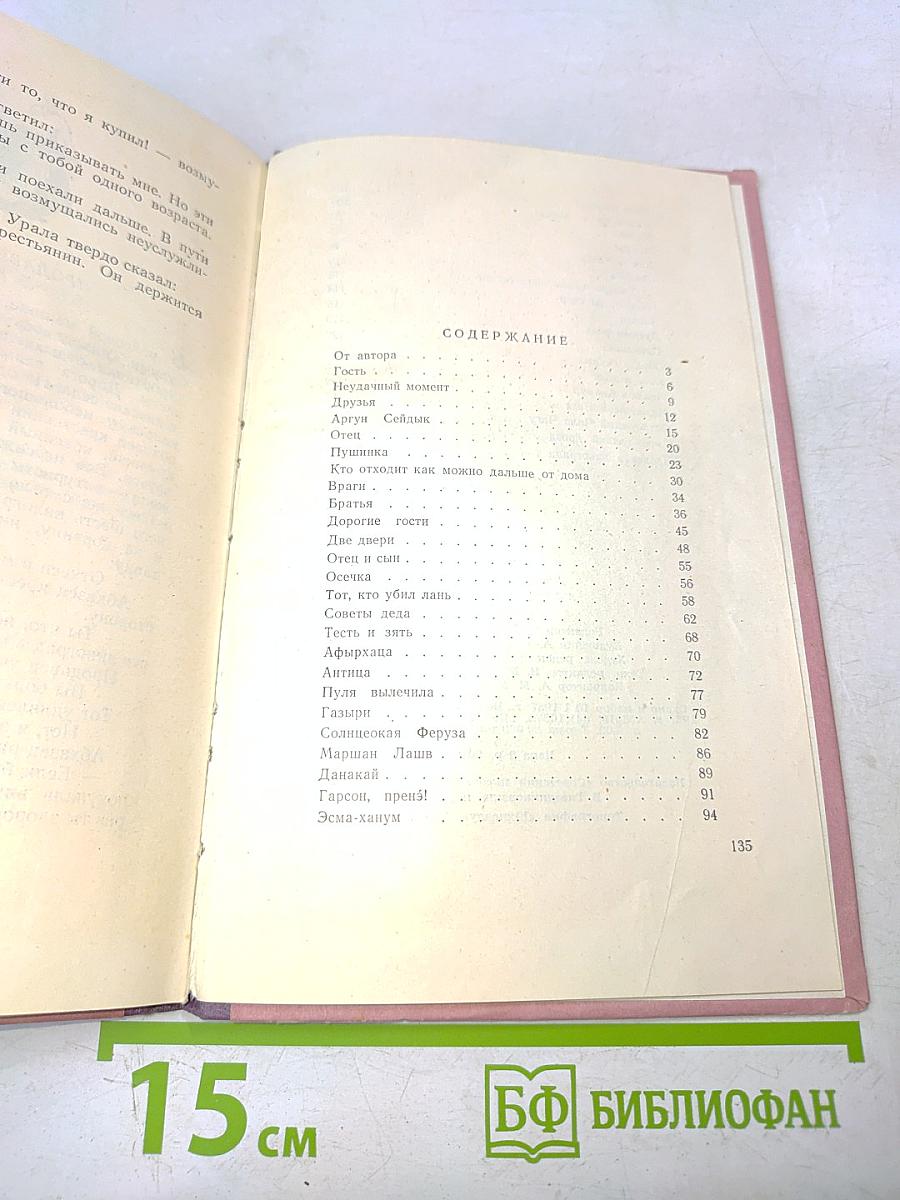 ти то, что я купил! — возму-
ветил:
шь приказывать мне. Но эти
ы с тобой одного возраста.
и поехали дальше. В пути
возмущались неуслужли-
Урала твердо сказал:
рестьянин. Он держится
СОДЕРЖАНИЕ
От автора . . . . . . . . . . 3
Гость . . . . . . . . . . 6
Неудачный момент . . . . . . . . . . 9
Друзья . . . . . . . . . . 12
Аргун Сейдык . . . . . . . . . . 15
Отец . . . . . . . . . . 20
Пушинка . . . . . . . . . . 23
Кто отходит как можно дальше от дома . . . . 30
Враги . . . . . . . . . . 34
Братья . . . . . . . . . . 36
Дорогие гости . . . . . . . . . . 45
Две двери . . . . . . . . . . 48
Отец и сын . . . . . . . . . . 55
Осечка . . . . . . . . . . 56
Тот, кто убил лань . . . . . . . . . . 58
Советы деда . . . . . . . . . . 62
Тесть и зять . . . . . . . . . . 68
Афырхаца . . . . . . . . . . 70
Антица . . . . . . . . . . 72
Пуля вылечила . . . . . . . . . . 77
Газыри . . . . . . . . . . 79
Солнцеокая Феруза . . . . . . . . . . 82
Маршан Лашв . . . . . . . . . . 86
Данакай . . . . . . . . . . 89
Гарсон, пренэ́! . . . . . . . . . . 91
Эсма-ханум . . . . . . . . . . 94
135
15 см
БФ БИБЛИОФАН